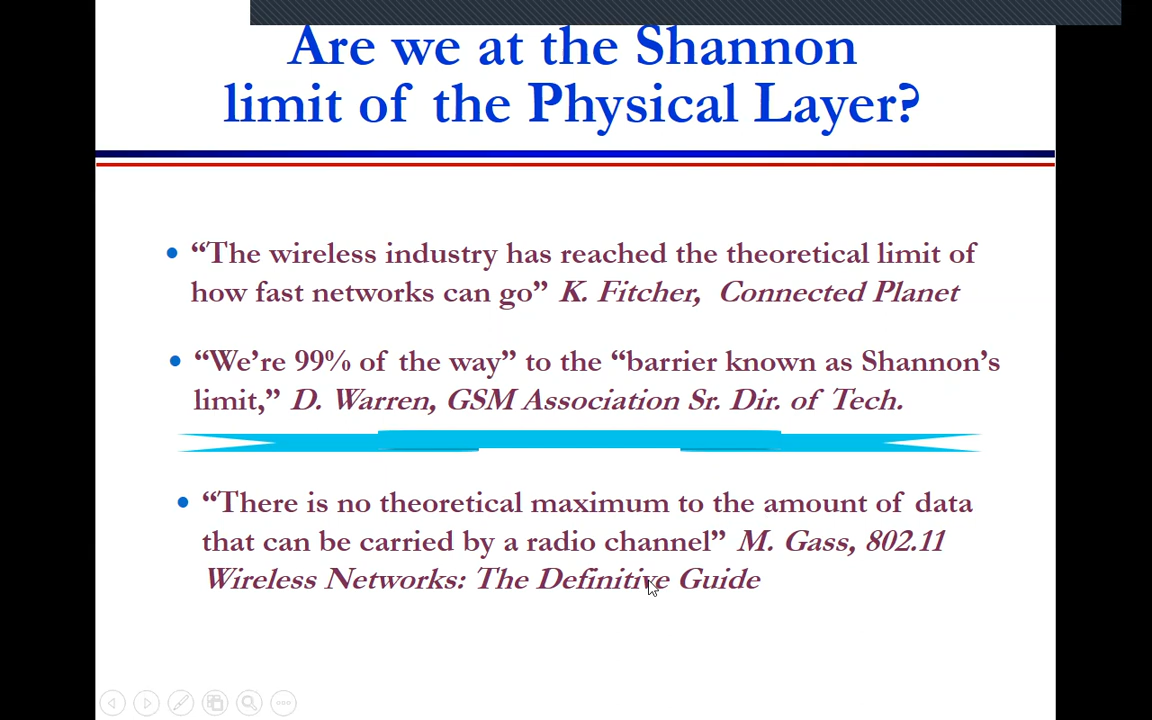 Are we at the Shannon
limit of the Physical Layer?
• “The wireless industry has reached the theoretical limit of
how fast networks can go” K. Fitcher, Connected Planet
• “We’re 99% of the way” to the “barrier known as Shannon’s
limit,” D. Warren, GSM Association Sr. Dir. of Tech.
• “There is no theoretical maximum to the amount of data
that can be carried by a radio channel” M. Gass, 802.11
Wireless Networks: The Definitive Guide